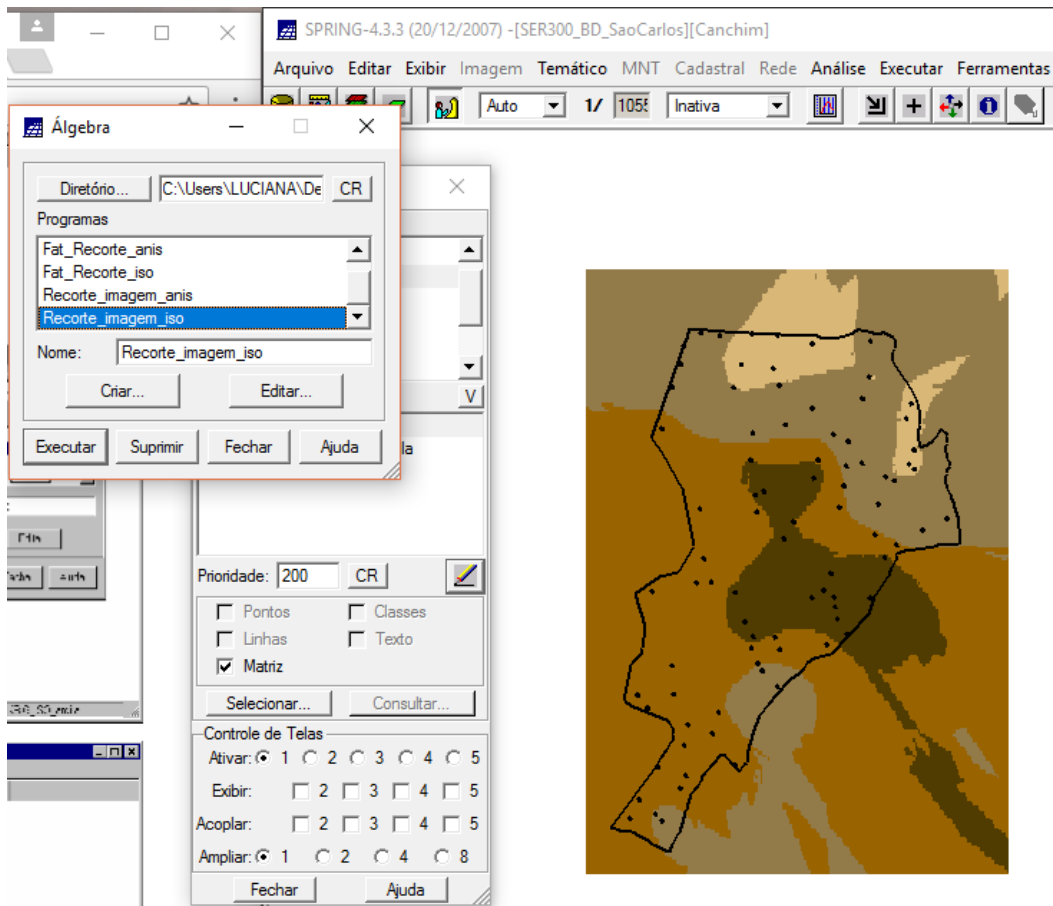 SPRING-4.3.3 (20/12/2007) -[SER300_BD_SaoCarlos][Canchim]
Arquivo Editar Exibir Imagem Temático MNT Cadastral Rede Análise Executar Ferramentas
Auto 1/ Inativa
Álgebra
Diretório... C:\Users\LUCIANA\De CR
Programas
Fat_Recorte_anis
Fat_Recorte_iso
Recorte_imagem_anis
Recorte_imagem_iso
Nome: Recorte_imagem_iso
Criar... Editar...
Executar Suprimir Fechar Ajuda
V
la
Prioridade: 200 CR
Pontos Classes
Linhas Texto
Matriz
Selecionar... Consultar...
Controle de Telas
Ativar: 1 2 3 4 5
Exibir: 2 3 4 5
Acoplar: 2 3 4 5
Ampliar: 1 2 4 8
Fechar Ajuda